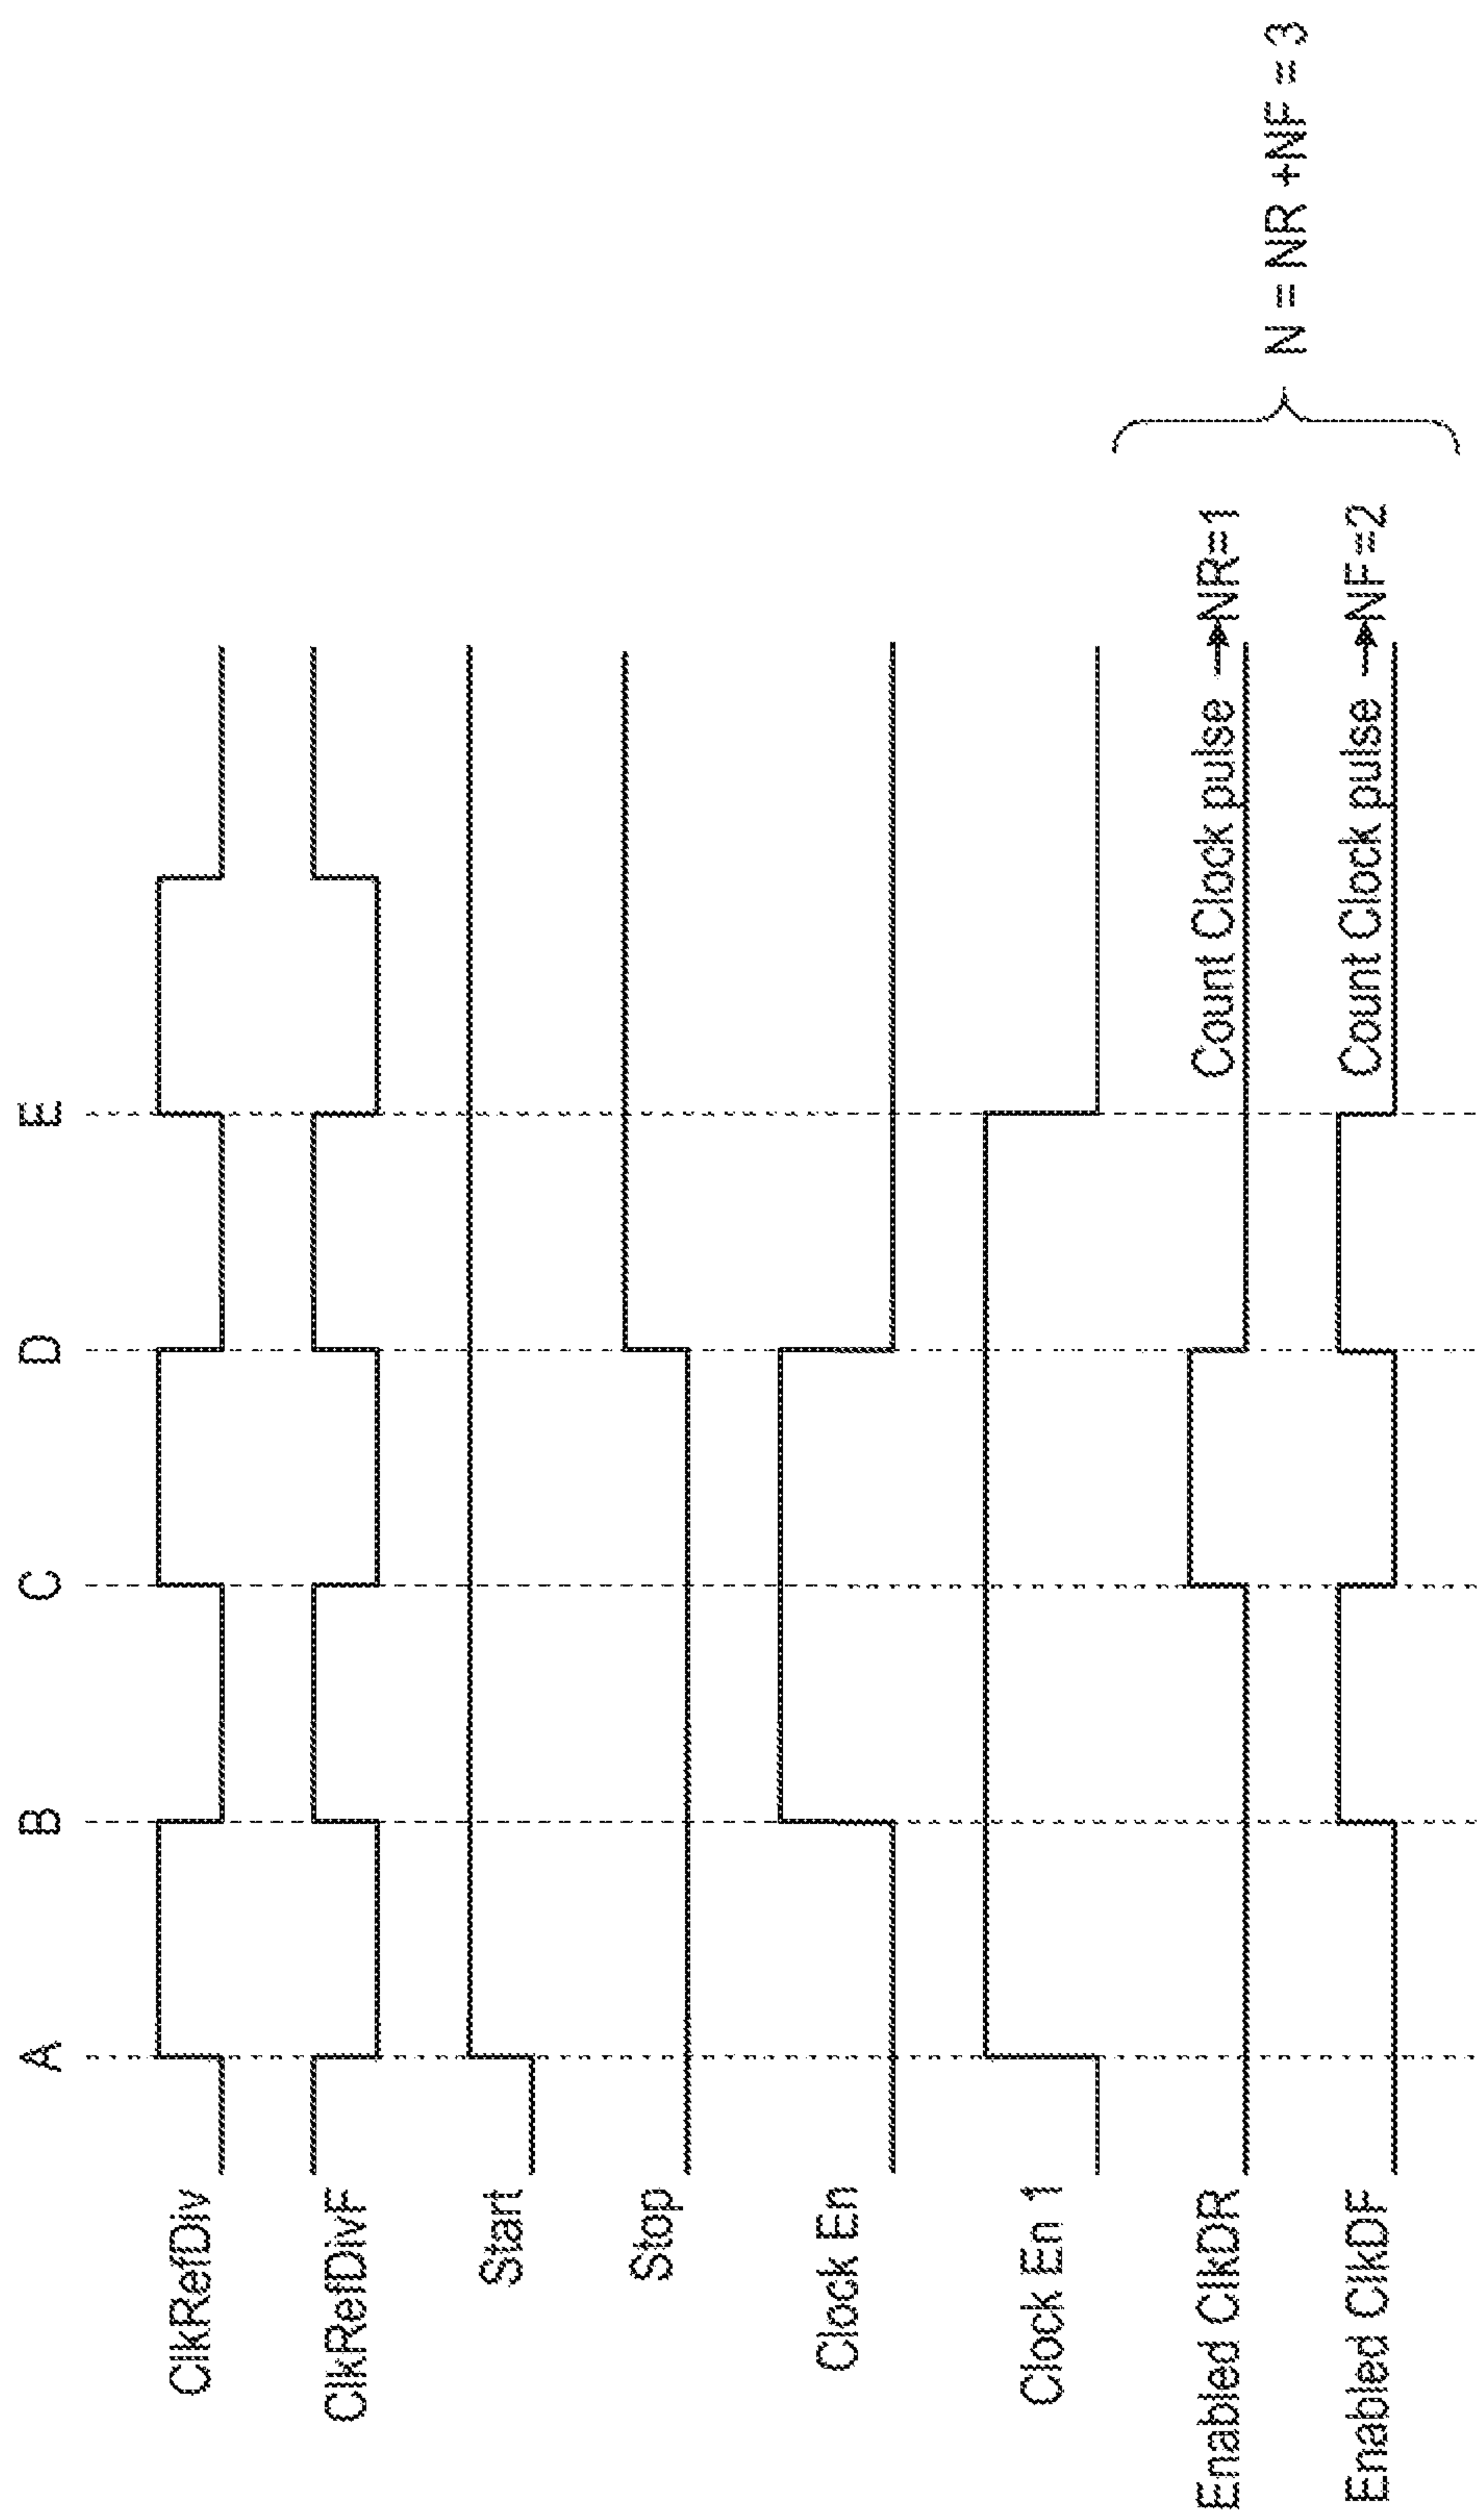 A B C D E
ClkRefDiv
ClkRefDivF
Start
Stop
Clock En
Clock En 1
Enabled ClkDR Count Clock pulse → NR=1
Enabled ClkDF Count Clock pulse → NF=2
N = NR +NF = 3